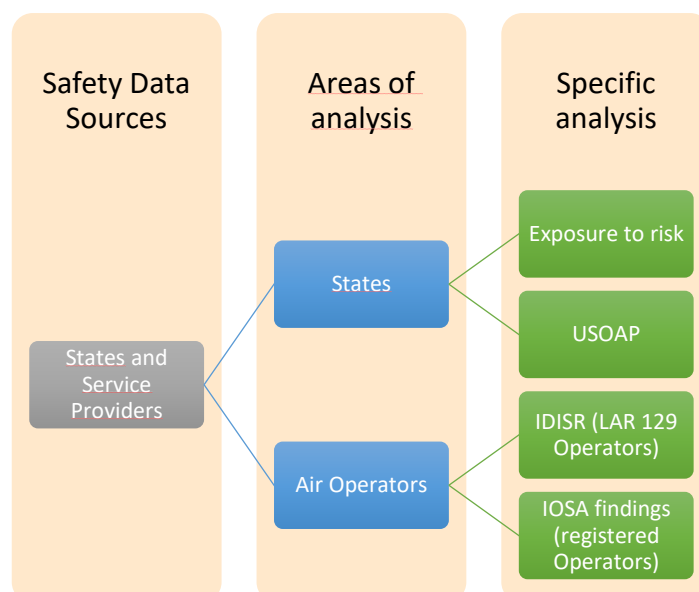 Safety Data
Sources
Areas of
analysis
Specific
analysis
States and
Service
Providers
States
Air Operators
Exposure to risk
USOAP
IDISR (LAR 129
Operators)
IOSA findings
(registered
Operators)